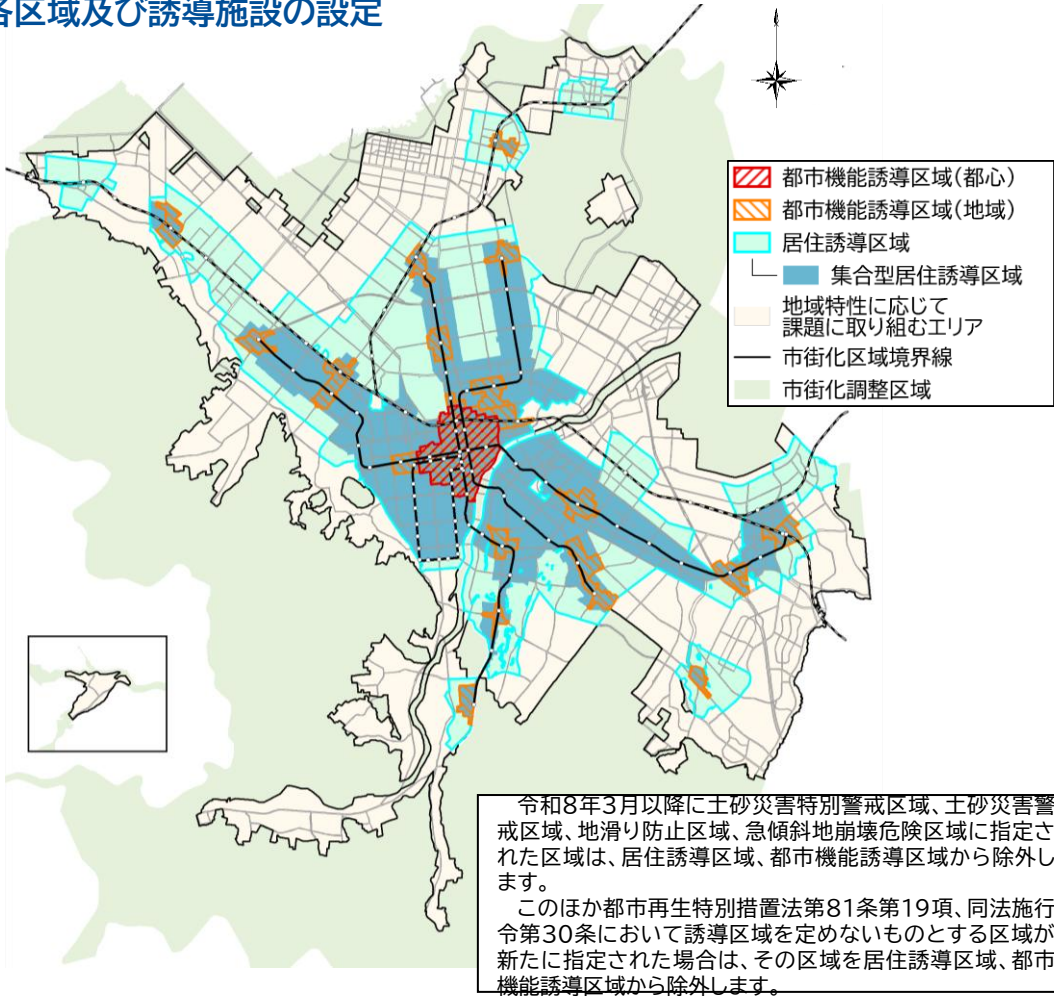 各区域及び誘導施設の設定
都市機能誘導区域(都心)
都市機能誘導区域(地域)
居住誘導区域
集合型居住誘導区域
地域特性に応じて
課題に取り組むエリア
市街化区域境界線
市街化調整区域
令和8年3月以降に土砂災害特別警戒区域、土砂災害警
戒区域、地滑り防止区域、急傾斜地崩壊危険区域に指定さ
れた区域は、居住誘導区域、都市機能誘導区域から除外し
ます。
このほか都市再生特別措置法第81条第19項、同法施行
令第30条において誘導区域を定めないものとする区域が
新たに指定された場合は、その区域を居住誘導区域、都市
機能誘導区域から除外します。